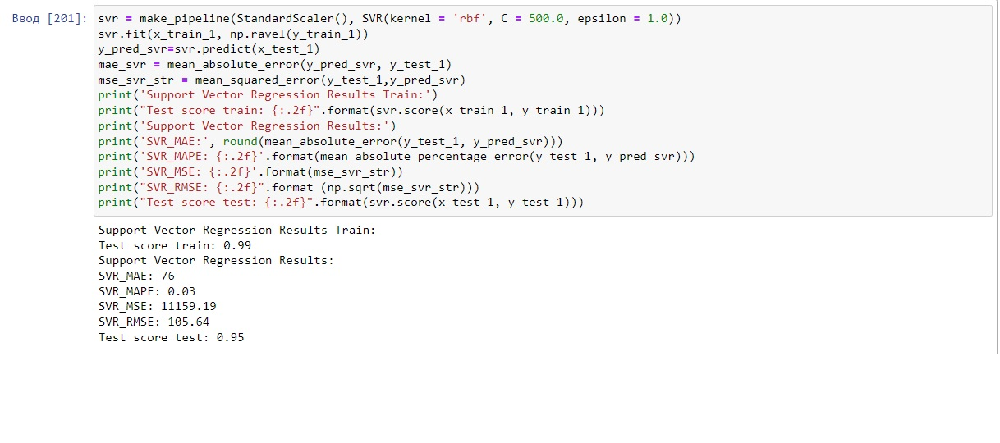 Ввод [201]: svr = make_pipeline(StandardScaler(), SVR(kernel = 'rbf', C = 500.0, epsilon = 1.0))
svr.fit(x_train_1, np.ravel(y_train_1))
y_pred_svr=svr.predict(x_test_1)
mae_svr = mean_absolute_error(y_pred_svr, y_test_1)
mse_svr_str = mean_squared_error(y_test_1,y_pred_svr)
print('Support Vector Regression Results Train:')
print("Test score train: {:.2f}".format(svr.score(x_train_1, y_train_1)))
print('Support Vector Regression Results:')
print('SVR_MAE:', round(mean_absolute_error(y_test_1, y_pred_svr)))
print('SVR_MAPE: {:.2f}'.format(mean_absolute_percentage_error(y_test_1, y_pred_svr)))
print('SVR_MSE: {:.2f}'.format(mse_svr_str))
print("SVR_RMSE: {:.2f}".format (np.sqrt(mse_svr_str)))
print("Test score test: {:.2f}".format(svr.score(x_test_1, y_test_1)))
Support Vector Regression Results Train:
Test score train: 0.99
Support Vector Regression Results:
SVR_MAE: 76
SVR_MAPE: 0.03
SVR_MSE: 11159.19
SVR_RMSE: 105.64
Test score test: 0.95